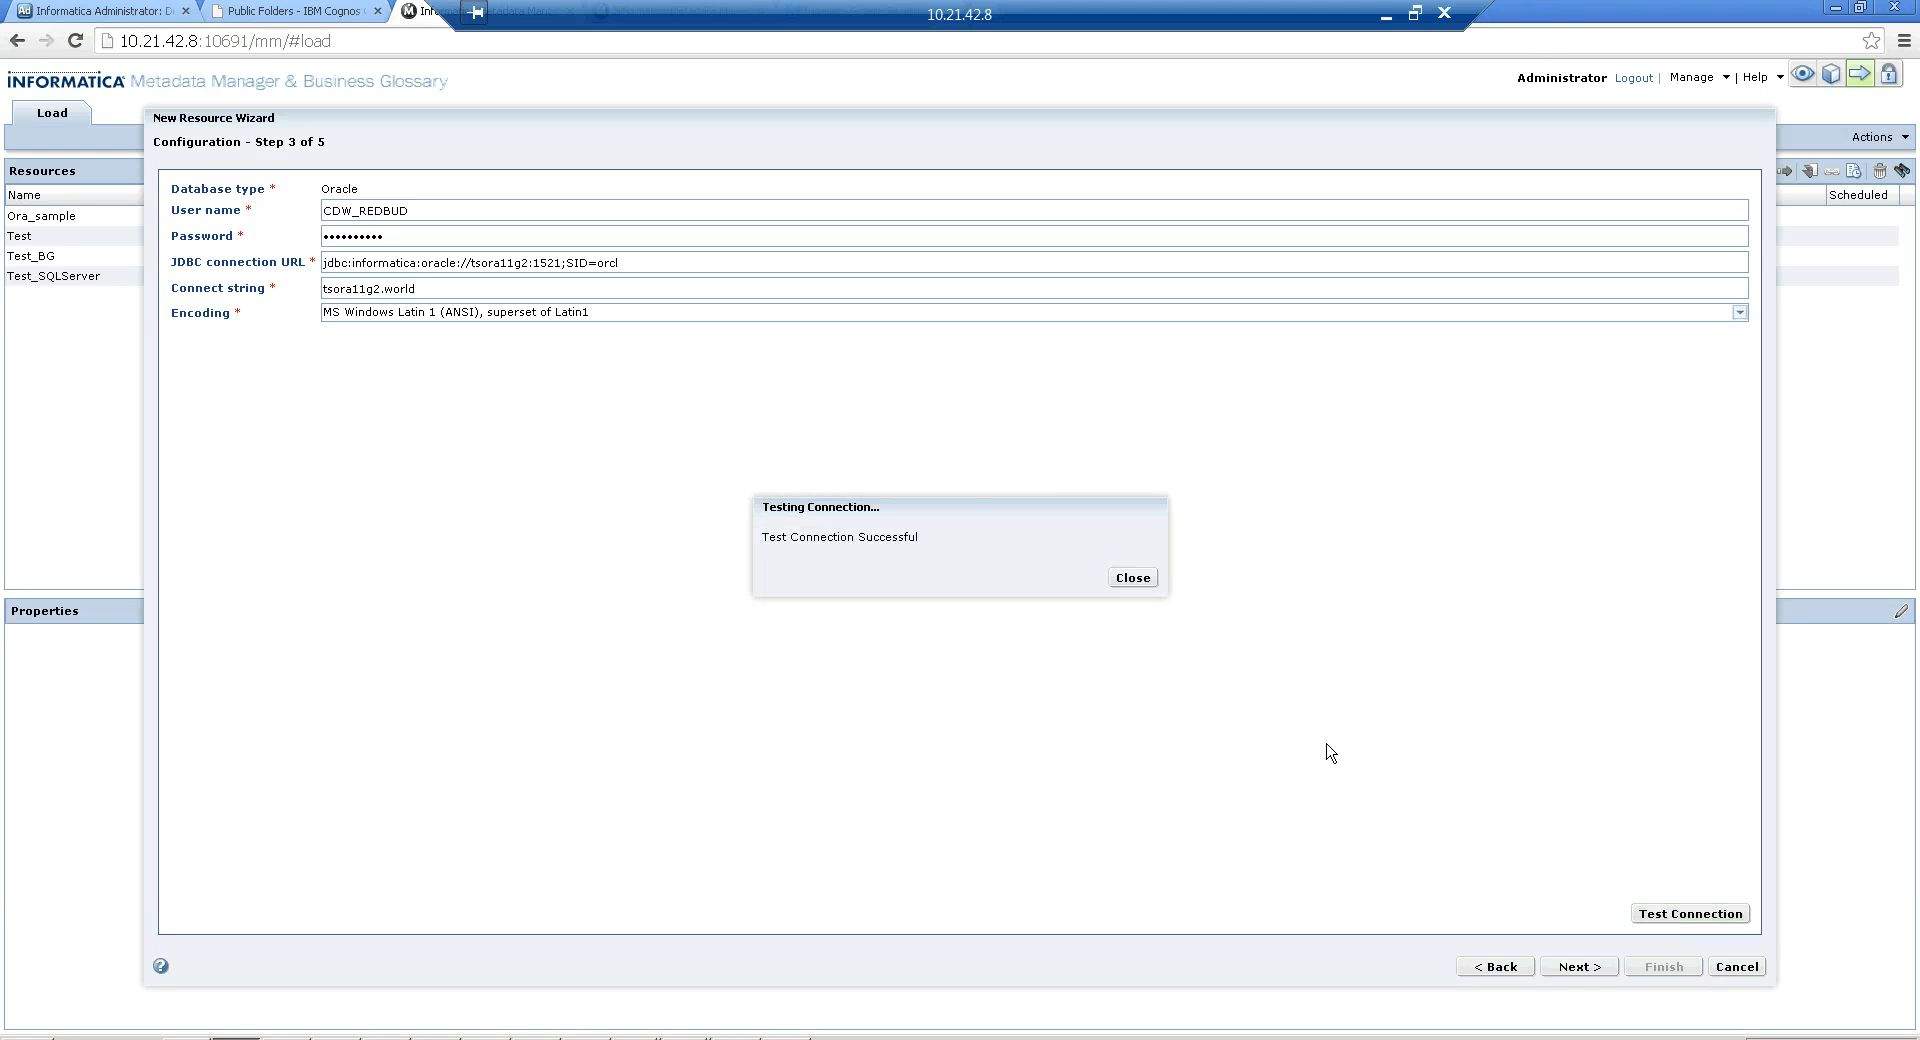 Informatica Administrator: D
Public Folders - IBM Cognos
10.21.42.8
10.21.42.8:10691/mm/#load
INFORMATICA Metadata Manager & Business Glossary
Administrator Logout | Manage | Help
Load
New Resource Wizard
Configuration - Step 3 of 5
Actions
Resources
Name
Scheduled
Ora_sample
Test
Test_BG
Test_SQLServer
Database type * Oracle
User name * CDW_REDBUD
Password * ••••••••••
JDBC connection URL * jdbc:informatica:oracle://tsora11g2:1521;SID=orcl
Connect string * tsora11g2.world
Encoding * MS Windows Latin 1 (ANSI), superset of Latin1
Testing Connection...
Test Connection Successful
Close
Properties
Test Connection
< Back Next > Finish Cancel